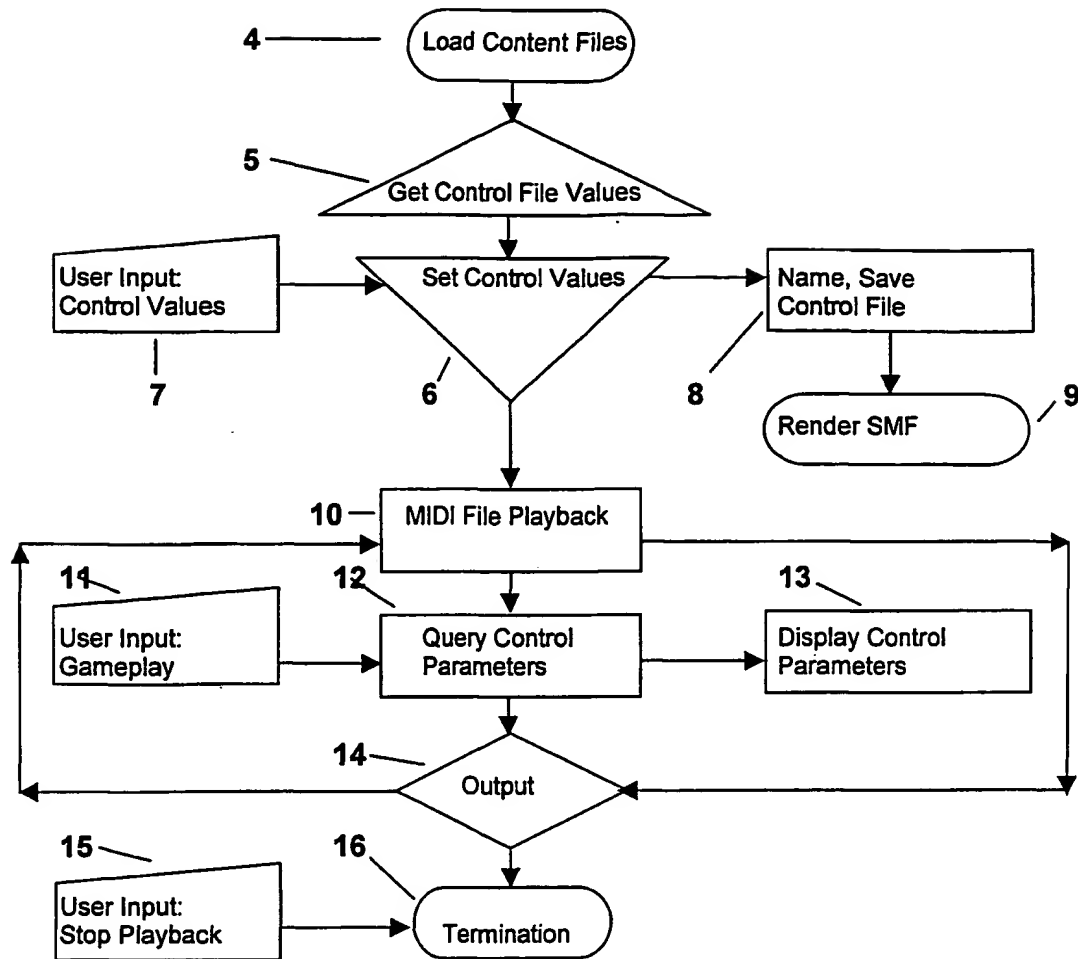 4
Load Content Files
5
Get Control File Values
User Input:
Control Values
7
Set Control Values
6
Name, Save
Control File
8
Render SMF
9
10
MIDI File Playback
11
User Input:
Gameplay
12
Query Control
Parameters
13
Display Control
Parameters
14
Output
15
User Input:
Stop Playback
16
Termination